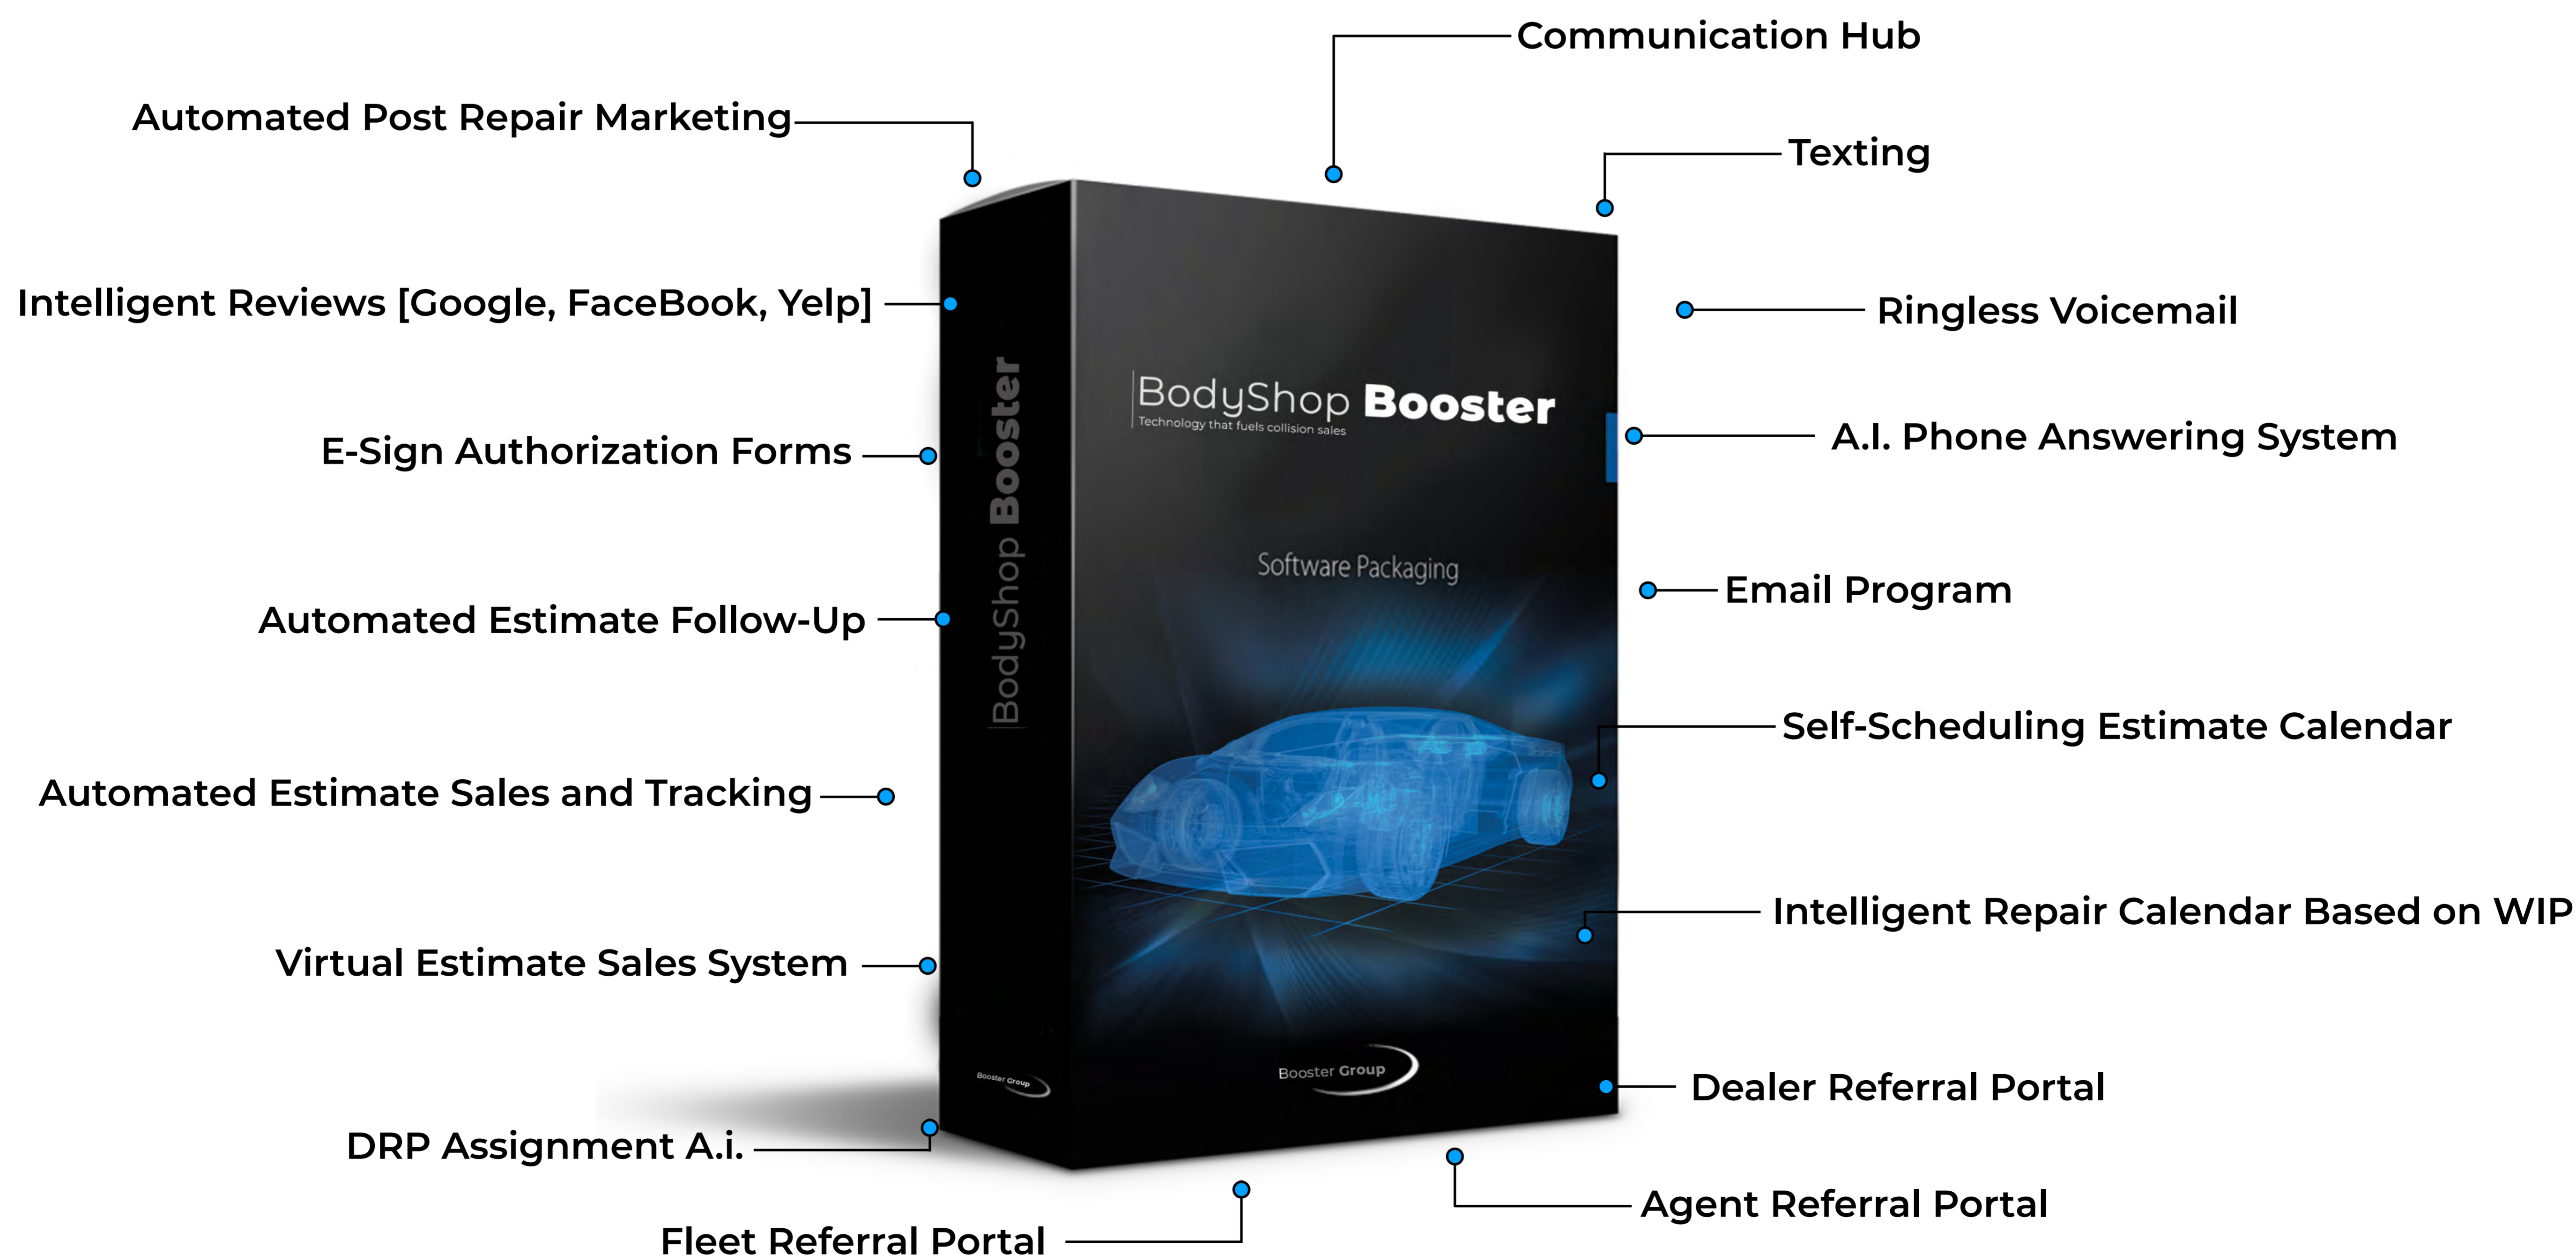 Communication Hub
Automated Post Repair Marketing
Texting
Intelligent Reviews [Google, FaceBook, Yelp]
Ringless Voicemail
BodyShop Booster
Technology that fuels collision sales
E-Sign Authorization Forms
A.I. Phone Answering System
BodyShop Booster
Software Packaging
Automated Estimate Follow-Up
Email Program
Self-Scheduling Estimate Calendar
Automated Estimate Sales and Tracking
Intelligent Repair Calendar Based on WIP
Virtual Estimate Sales System
Booster Group
Booster Group
Dealer Referral Portal
DRP Assignment A.i.
Agent Referral Portal
Fleet Referral Portal